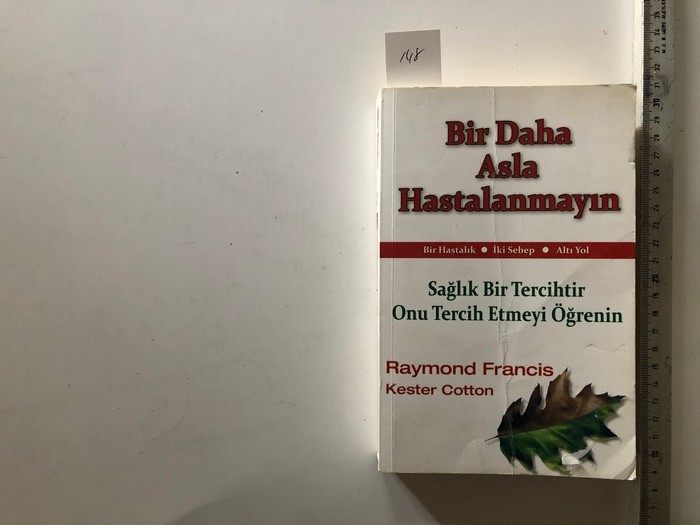 148
Bir Daha
Asla
Hastalanmayın
Bir Hastalık ● İki Sebep ● Altı Yol
Sağlık Bir Tercihtir
Onu Tercih Etmeyi Öğrenin
Raymond Francis
Kester Cotton